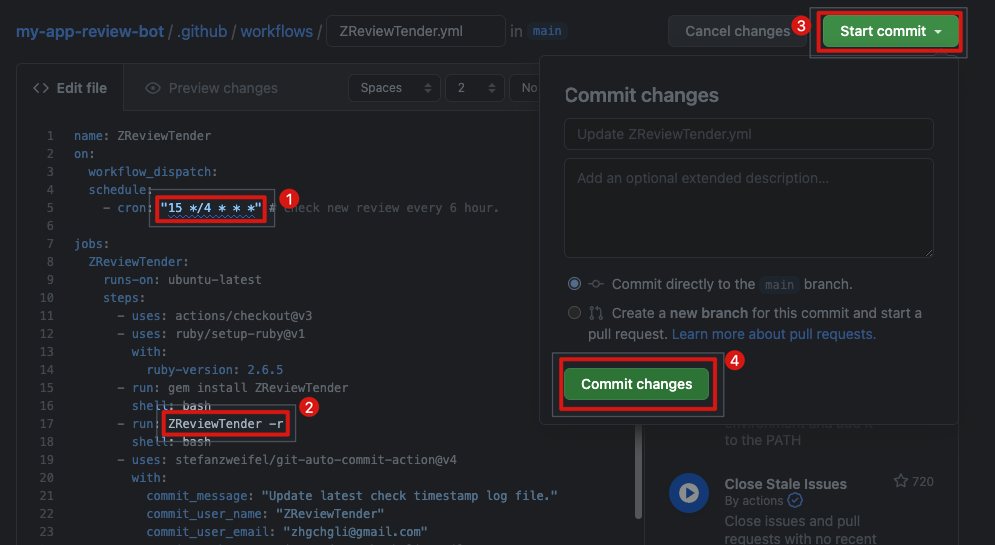 my-app-review-bot / .github / workflows / ZReviewTender.yml in main
Cancel changes
3
Start commit
Edit file
Preview changes
Spaces
2
No
1 name: ZReviewTender
2 on:
3 workflow_dispatch:
4 schedule:
5 - cron: "15 */4 * * *" # check new review every 6 hour.
1
6
7 jobs:
8 ZReviewTender:
9 runs-on: ubuntu-latest
10 steps:
11 - uses: actions/checkout@v3
12 - uses: ruby/setup-ruby@v1
13 with:
14 ruby-version: 2.6.5
15 - run: gem install ZReviewTender
16 shell: bash
17 - run: ZReviewTender -r
2
18 shell: bash
19 - uses: stefanzweifel/git-auto-commit-action@v4
20 with:
21 commit_message: "Update latest check timestamp log file."
22 commit_user_name: "ZReviewTender"
23 commit_user_email: "zhgchgli@gmail.com"
Commit changes
Update ZReviewTender.yml
Add an optional extended description...
Commit directly to the main branch.
Create a new branch for this commit and start a
pull request. Learn more about pull requests.
4
Commit changes
environment and add it
to the PATH
Close Stale Issues
720
By actions
Close issues and pull
requests with no recent